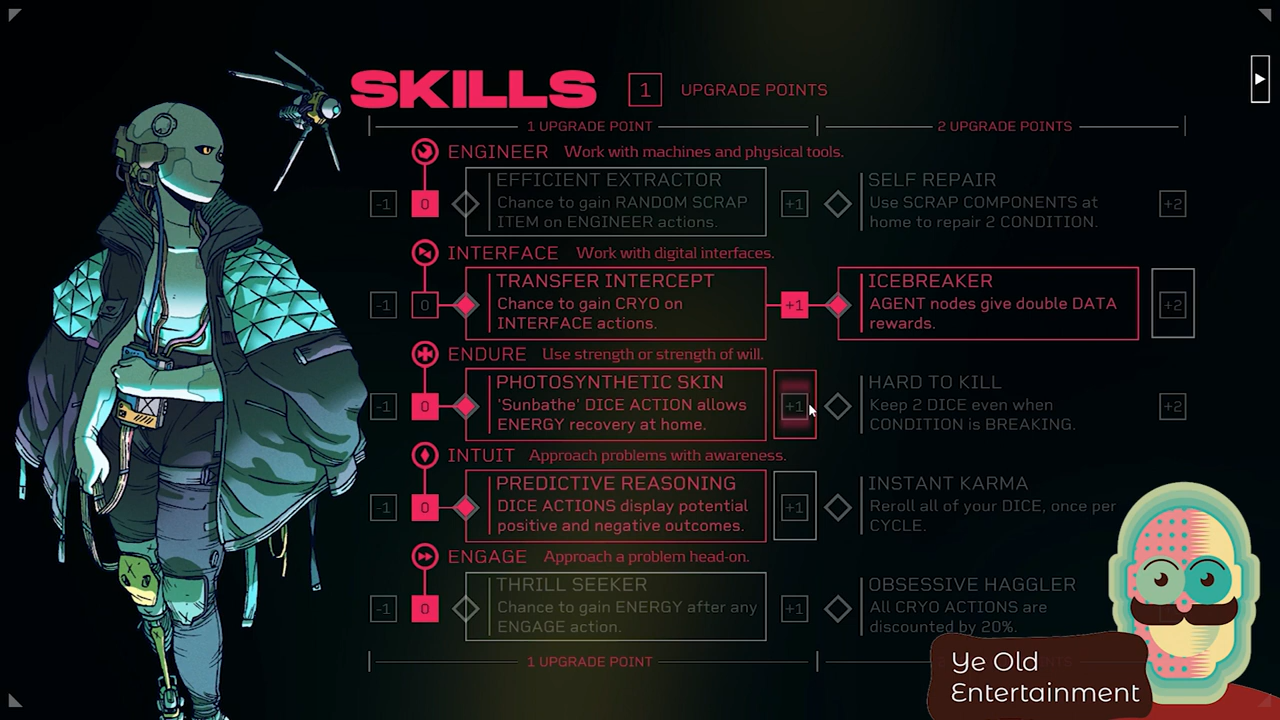 SKILLS 1 UPGRADE POINTS
1 UPGRADE POINT 2 UPGRADE POINTS
ENGINEER Work with machines and physical tools.
EFFICIENT EXTRACTOR
-1 0 Chance to gain RANDOM SCRAP
ITEM on ENGINEER actions.
+1
SELF REPAIR
Use SCRAP COMPONENTS at
home to repair 2 CONDITION.
+2
INTERFACE Work with digital interfaces.
TRANSFER INTERCEPT
-1 0 Chance to gain CRYO on
INTERFACE actions.
+1
ICEBREAKER
AGENT nodes give double DATA
rewards.
+2
ENDURE Use strength or strength of will.
PHOTOSYNTHETIC SKIN
-1 0 'Sunbathe' DICE ACTION allows
ENERGY recovery at home.
+1
HARD TO KILL
Keep 2 DICE even when
CONDITION is BREAKING.
+2
INTUIT Approach problems with awareness.
PREDICTIVE REASONING
-1 0 DICE ACTIONS display potential
positive and negative outcomes.
+1
INSTANT KARMA
Reroll all of your DICE, once per
CYCLE.
ENGAGE Approach a problem head-on.
THRILL SEEKER
-1 0 Chance to gain ENERGY after any
ENGAGE action.
+1
OBSESSIVE HAGGLER
All CRYO ACTIONS are
discounted by 20%.
1 UPGRADE POINT
Ye Old
Entertainment